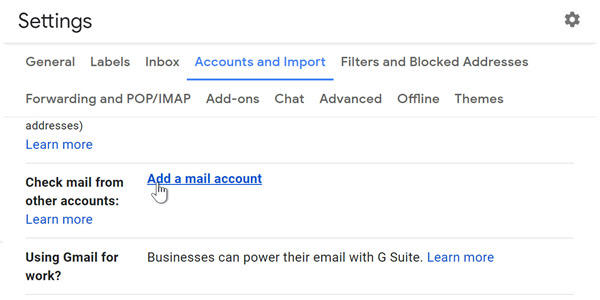 Settings
General Labels Inbox Accounts and Import Filters and Blocked Addresses
Forwarding and POP/IMAP Add-ons Chat Advanced Offline Themes
addresses)
Learn more
Check mail from
other accounts:
Learn more
Add a mail account
Using Gmail for
work?
Businesses can power their email with G Suite. Learn more